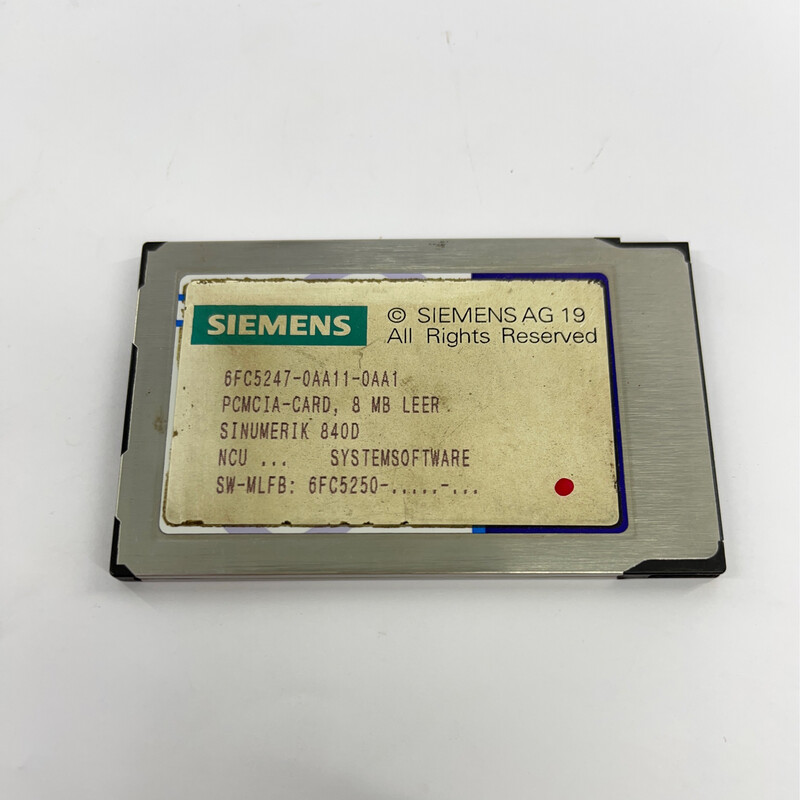 SIEMENS
© SIEMENS AG 19
All Rights Reserved
6FC5247-0AA11-0AA1
PCMCIA-CARD, 8 MB LEER
SINUMERIK 840D
NCU ... SYSTEMSOFTWARE
SW-MLFB: 6FC5250-.....-...